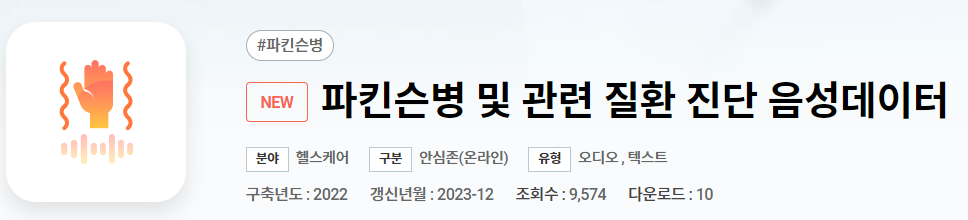 #파킨슨병
NEW 파킨슨병 및 관련 질환 진단 음성데이터
분야 헬스케어 구분 안심존(온라인) 유형 오디오 , 텍스트
구축년도 : 2022 갱신년월 : 2023-12 조회수 : 9,574 다운로드 : 10